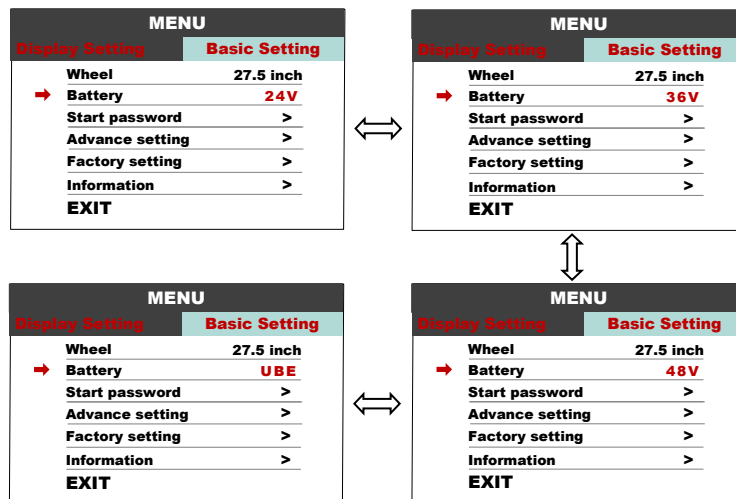 MENU
Display Setting Basic Setting
Wheel 27.5 inch
Battery 24V
Start password >
Advance setting >
Factory setting >
Information >
EXIT
MENU
Display Setting Basic Setting
Wheel 27.5 inch
Battery 36V
Start password >
Advance setting >
Factory setting >
Information >
EXIT
MENU
Display Setting Basic Setting
Wheel 27.5 inch
Battery UBE
Start password >
Advance setting >
Factory setting >
Information >
EXIT
MENU
Display Setting Basic Setting
Wheel 27.5 inch
Battery 48V
Start password >
Advance setting >
Factory setting >
Information >
EXIT